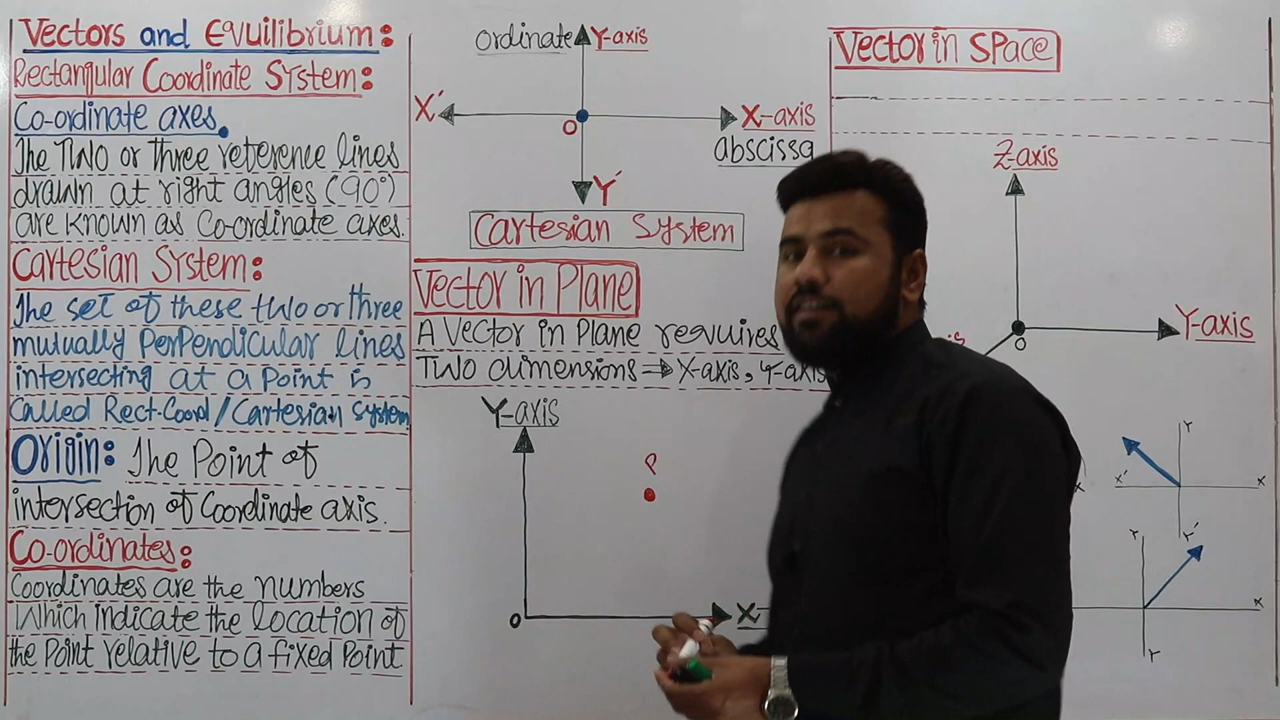 Vectors and Equilibrium:
Rectangular Coordinate System:
Co-ordinate axes.
The Two or three reference lines
drawn at right angles (90°)
are known as Co-ordinate axes.
Cartesian System:
The set of these two or three
mutually Perpendicular lines
intersecting at a point is
Called Rect-Coord/Cartesian system
Origin: The Point of
intersection of Coordinate axis.
Co-ordinates:
Coordinates are the numbers
Which indicate the location of
the Point relative to a fixed Point
ordinate Y-axis
X' O X-axis
abscissa
Y'
Cartesian System
Vector in Plane
A Vector in Plane requires
Two dimensions ⇒ X-axis, Y-axis
Y-axis
P
O X-
Vector in Space
Z-axis
O Y-axis
is
Y
X' X
Y'
Y
X
Y